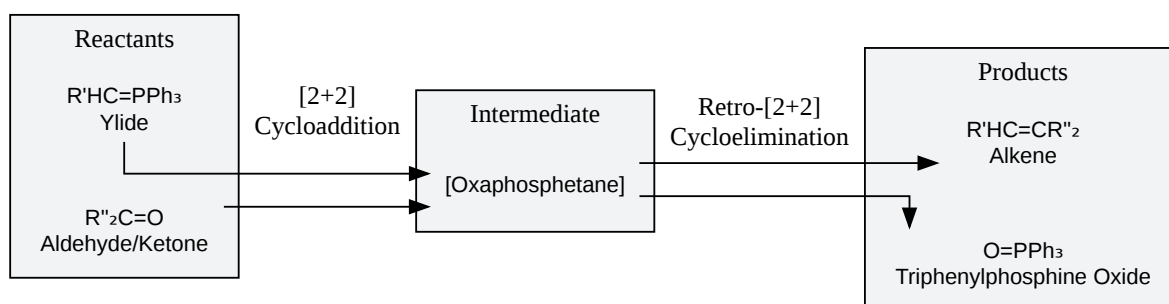 Reactants
R'HC=PPh₃
Ylide
R"₂C=O
Aldehyde/Ketone
[2+2]
Cycloaddition
Intermediate
[Oxaphosphetane]
Retro-[2+2]
Cycloelimination
Products
R'HC=CR"₂
Alkene
O=PPh₃
Triphenylphosphine Oxide